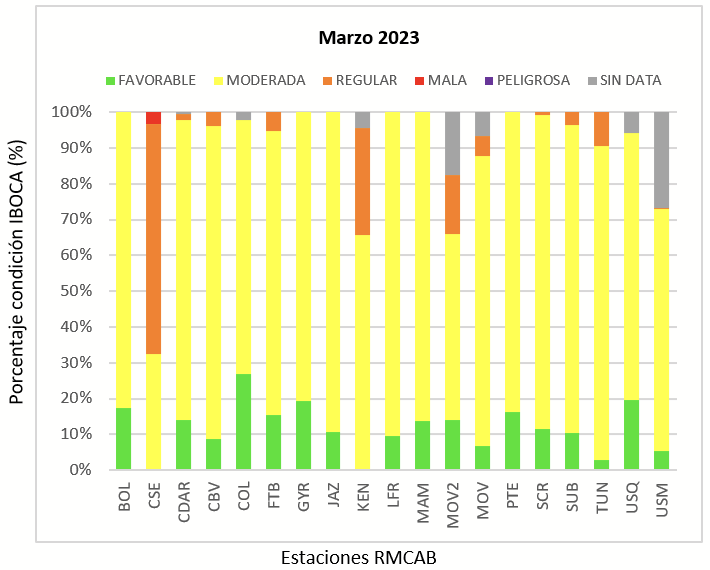 Marzo 2023
FAVORABLE MODERADA REGULAR MALA PELIGROSA SIN DATA
Porcentaje condición IBOCA (%)
100%
90%
80%
70%
60%
50%
40%
30%
20%
10%
0%
BOL CSE CDAR CBV COL FTB GYR JAZ KEN LFR MAM MOV2 MOV PTE SCR SUB TUN USQ USM
Estaciones RMCAB